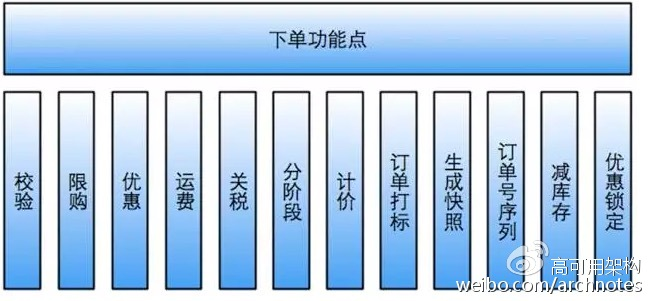 下单功能点
校验
限购
优惠
运费
关税
分阶段
计价
订单打标
生成快照
订单号序列
减库存
优惠锁定
高可用架构
weibo.com/archnotes